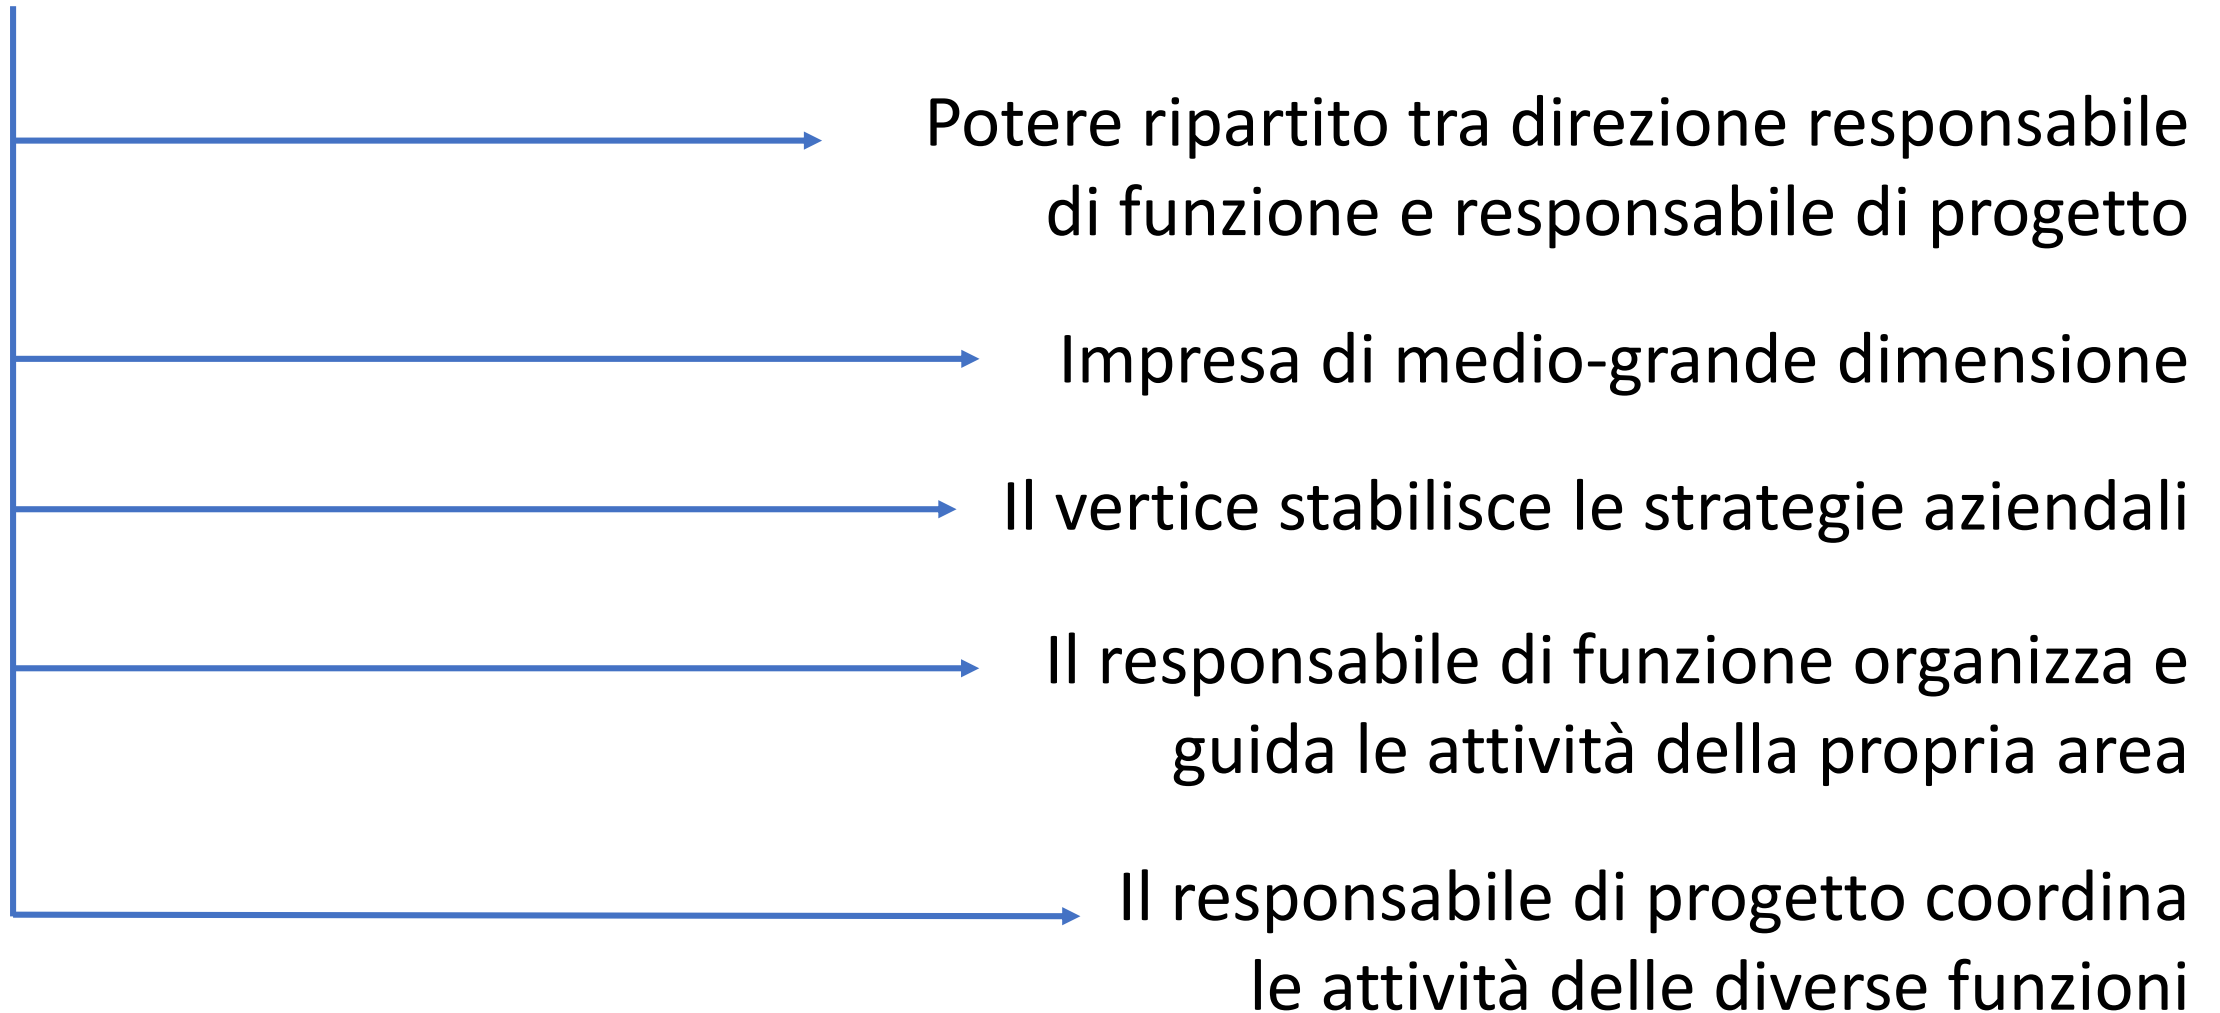 Potere ripartito tra direzione responsabile
di funzione e responsabile di progetto
Impresa di medio-grande dimensione
Il vertice stabilisce le strategie aziendali
Il responsabile di funzione organizza e
guida le attività della propria area
Il responsabile di progetto coordina
le attività delle diverse funzioni